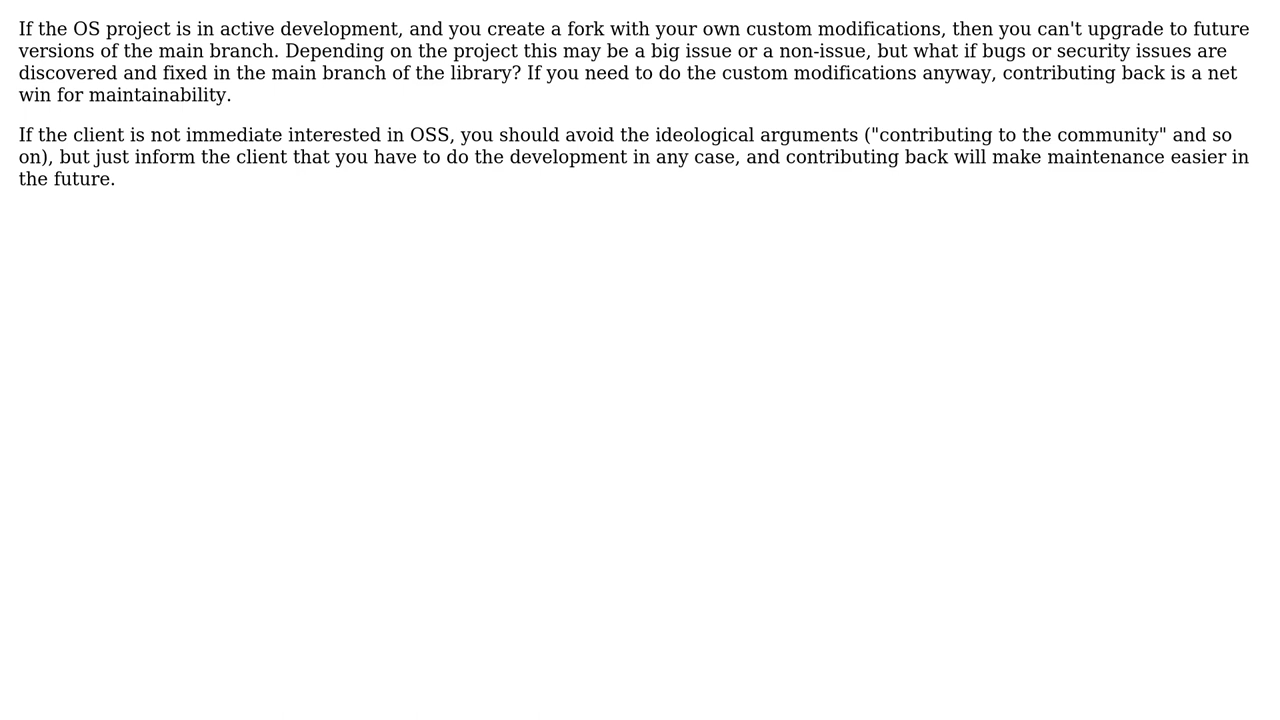 If the OS project is in active development, and you create a fork with your own custom modifications, then you can't upgrade to future
versions of the main branch. Depending on the project this may be a big issue or a non-issue, but what if bugs or security issues are
discovered and fixed in the main branch of the library? If you need to do the custom modifications anyway, contributing back is a net
win for maintainability.
If the client is not immediate interested in OSS, you should avoid the ideological arguments ("contributing to the community" and so
on), but just inform the client that you have to do the development in any case, and contributing back will make maintenance easier in
the future.